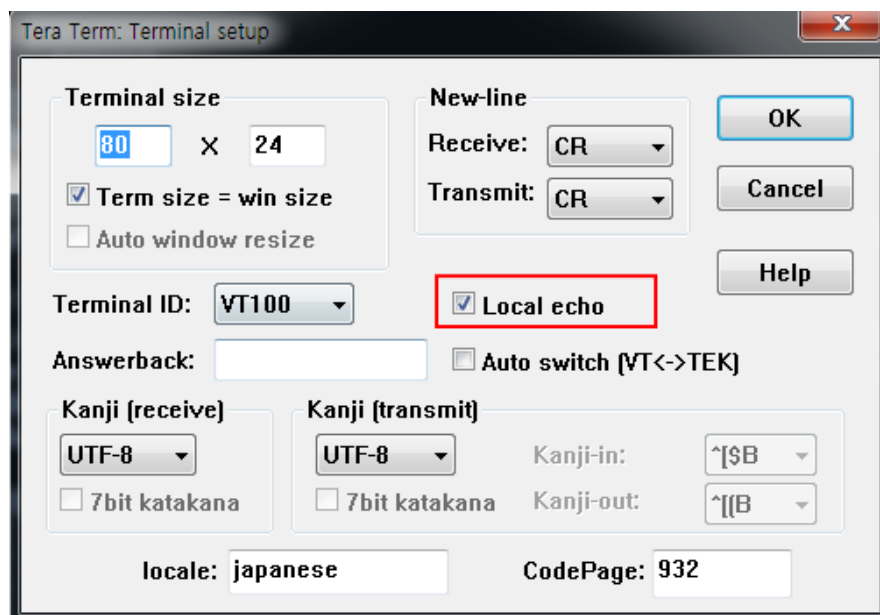 Tera Term: Terminal setup
Terminal size
80 X 24
Term size = win size
Auto window resize
New-line
Receive: CR
Transmit: CR
OK
Cancel
Help
Terminal ID: VT100
Local echo
Answerback:
Auto switch (VT<->TEK)
Kanji (receive)
UTF-8
7bit katakana
Kanji (transmit)
UTF-8
7bit katakana
Kanji-in: ^[$B
Kanji-out: ^[(B
locale: japanese
CodePage: 932